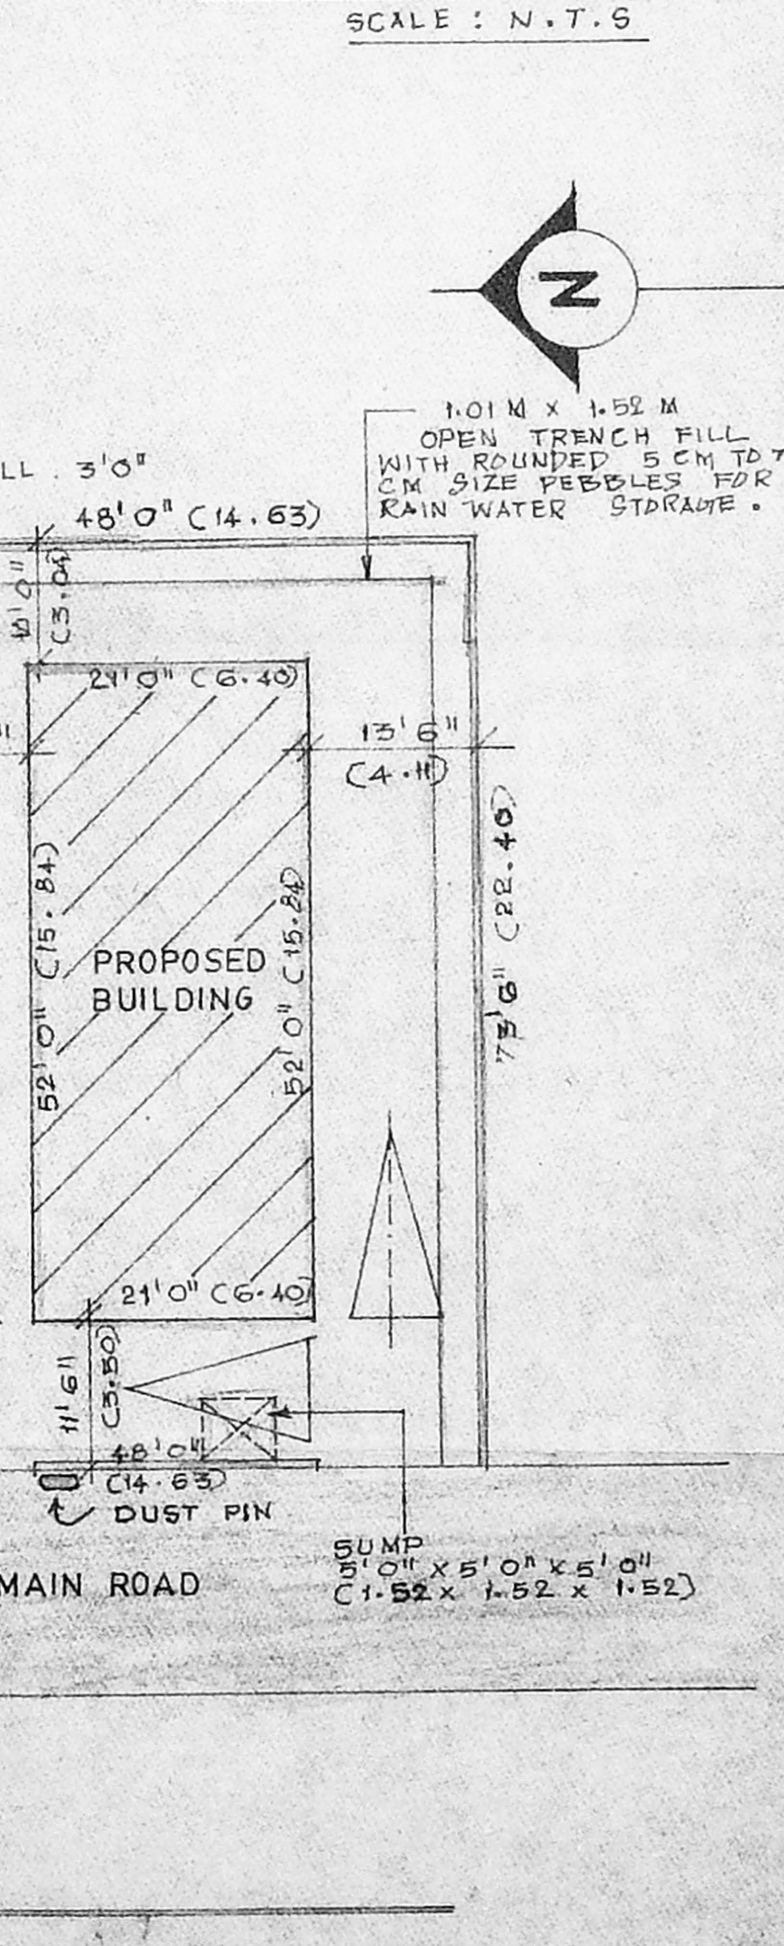 SCALE : N.T.S
N
1.01 M x 1.52 M
OPEN TRENCH FILL
WITH ROUNDED 5 CM TO 7
CM SIZE PEBBLES FOR
RAIN WATER STORAGE.
LL . 3'0"
48'0" (14.63)
(3.04)
21'0" (6.40)
13'6"
(4.11)
52'0" (15.84)
52'0" (15.84)
73'6" (22.40)
PROPOSED
BUILDING
21'0" (6.40)
11'6"
(3.50)
48'0"
(14.63)
DUST PIN
SUMP
5'0" x 5'0" x 5'0"
(1.52 x 1.52 x 1.52)
MAIN ROAD